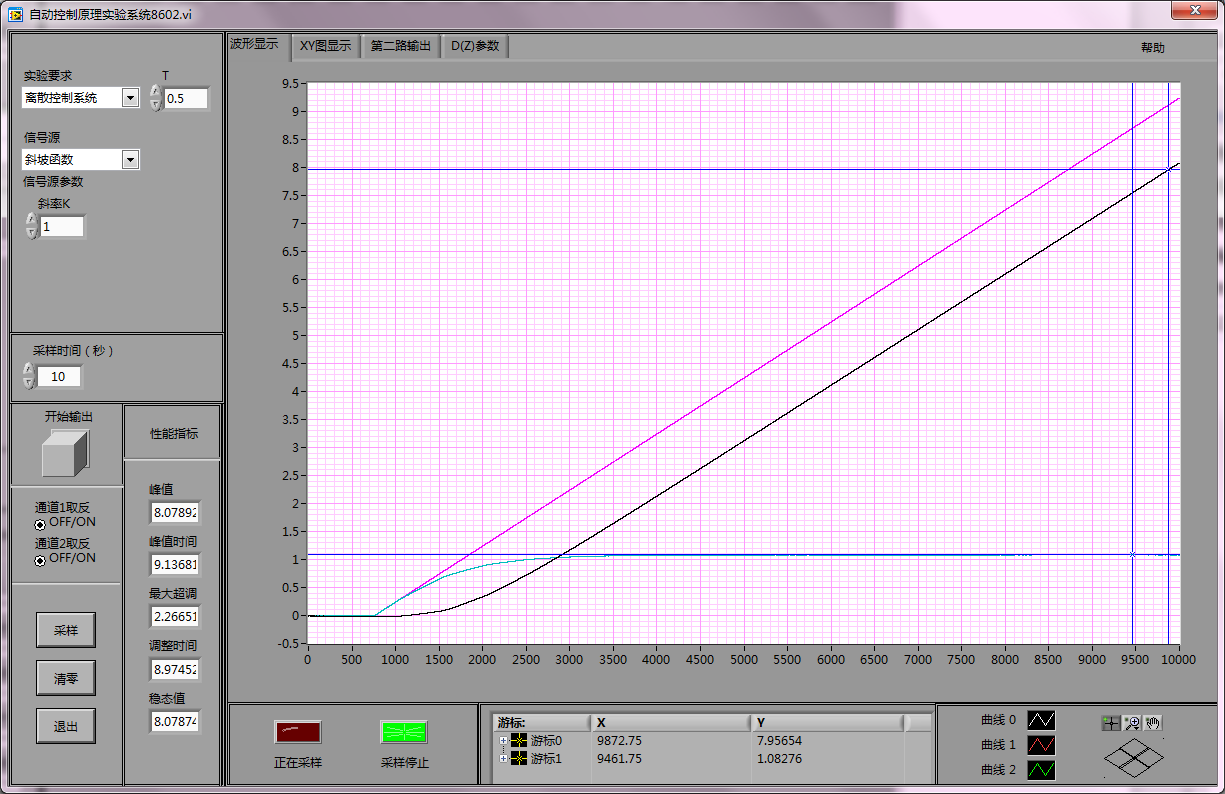 自动控制原理实验系统8602.vi
波形显示
XY图显示
第二路输出
D(Z)参数
帮助
实验要求
T
离散控制系统
0.5
信号源
斜坡函数
信号源参数
斜率K
1
采样时间（秒）
10
开始输出
性能指标
通道1取反
OFF/ON
通道2取反
OFF/ON
采样
清零
退出
峰值
8.07892
峰值时间
9.13681
最大超调
2.26651
调整时间
8.97452
稳态值
8.07874
9.5
9
8.5
8
7.5
7
6.5
6
5.5
5
4.5
4
3.5
3
2.5
2
1.5
1
0.5
0
-0.5
0 500 1000 1500 2000 2500 3000 3500 4000 4500 5000 5500 6000 6500 7000 7500 8000 8500 9000 9500 10000
正在采样
采样停止
游标: X Y
游标0 9872.75 7.95654
游标1 9461.75 1.08276
曲线 0
曲线 1
曲线 2